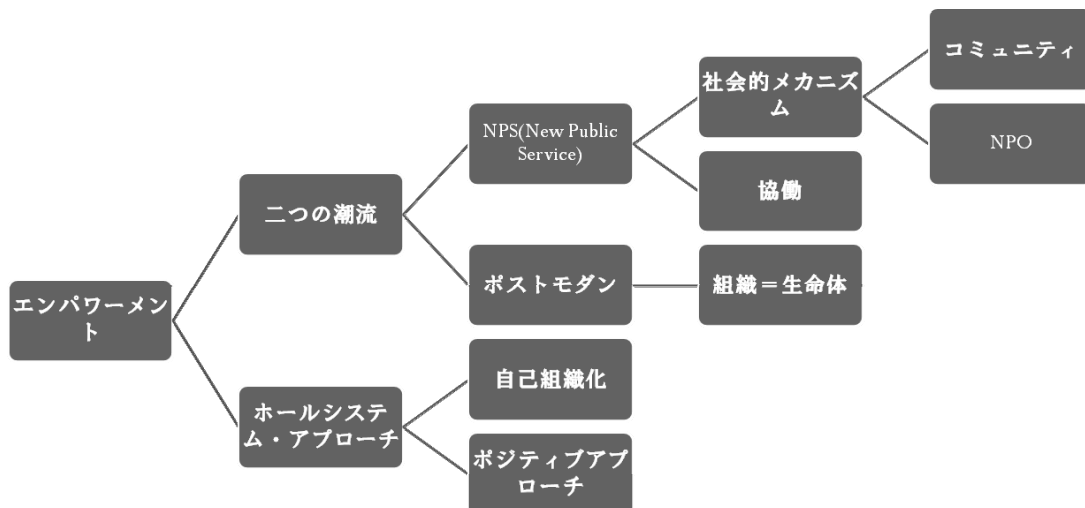 エンパワーメン
ト
二つの潮流
NPS(New Public
Service)
社会的メカニズ
ム
コミュニティ
NPO
協働
ポストモダン
組織＝生命体
ホールシステ
ム・アプローチ
自己組織化
ポジティブアプ
ローチ